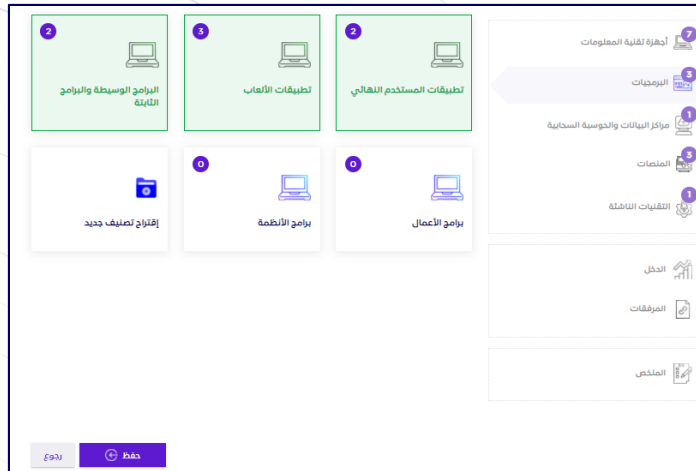 7
أجهزة تقنية المعلومات
3
البرمجيات
1
مراكز البيانات والحوسبة السحابية
3
المنصات
1
التقنيات الناشئة
الدخل
المرفقات
الملخص
2
تطبيقات المستخدم النهائي
3
تطبيقات الألعاب
2
البرامج الوسيطة والبرامج
الثابتة
0
برامج الأعمال
0
برامج الأنظمة
إقتراح تصنيف جديد
حفظ
رجوع